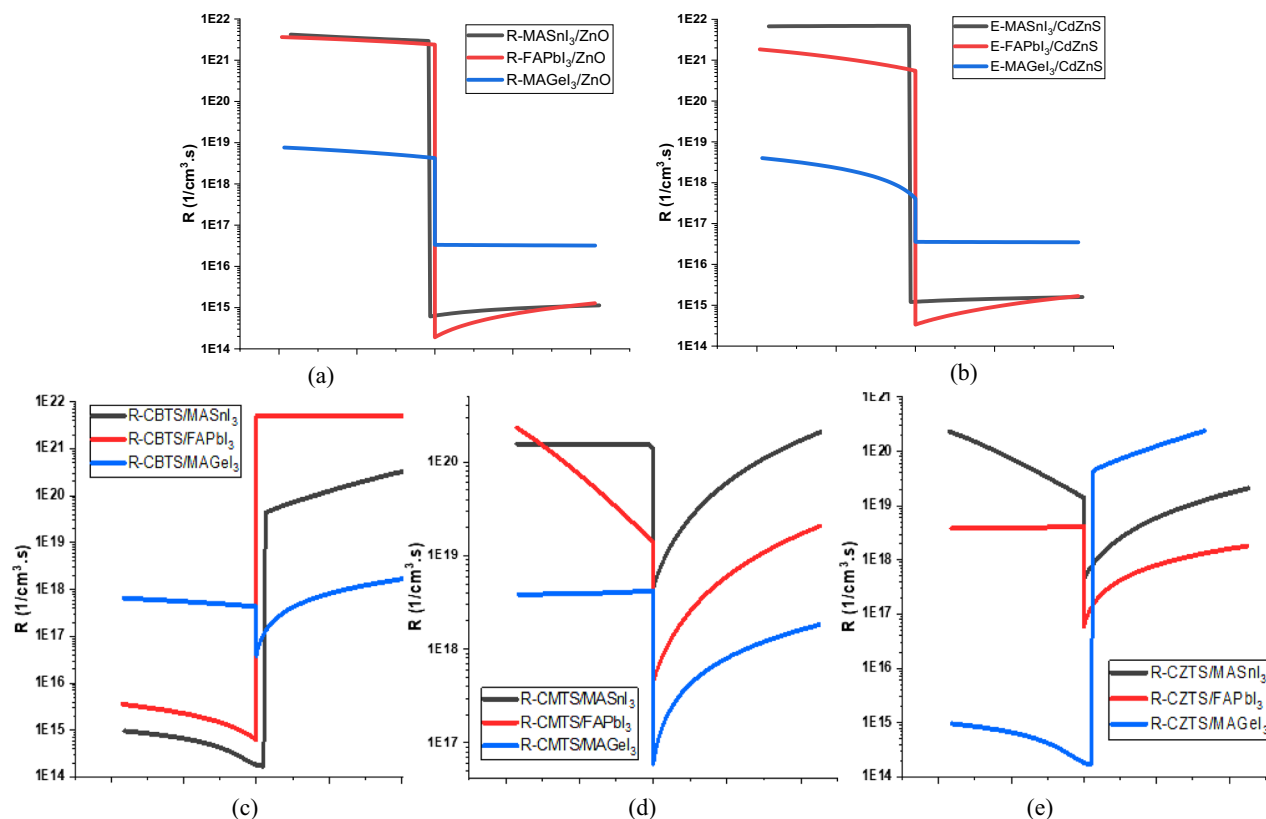 1E22
1E21
1E20
1E19
1E18
1E17
1E16
1E15
1E14
R (1/cm³.s)
R-MASnI₃/ZnO
R-FAPbI₃/ZnO
R-MAGeI₃/ZnO
(a)
1E22
1E21
1E20
1E19
1E18
1E17
1E16
1E15
1E14
R (1/cm³.s)
E-MASnI₃/CdZnS
E-FAPbI₃/CdZnS
E-MAGeI₃/CdZnS
(b)
1E22
1E21
1E20
1E19
1E18
1E17
1E16
1E15
1E14
R (1/cm³.s)
R-CBTS/MASnI₃
R-CBTS/FAPbI₃
R-CBTS/MAGeI₃
(c)
1E20
1E19
1E18
1E17
R (1/cm³.s)
R-CMTS/MASnI₃
R-CMTS/FAPbI₃
R-CMTS/MAGeI₃
(d)
1E21
1E20
1E19
1E18
1E17
1E16
1E15
1E14
R (1/cm³.s)
R-CZTS/MASnI₃
R-CZTS/FAPbI₃
R-CZTS/MAGeI₃
(e)